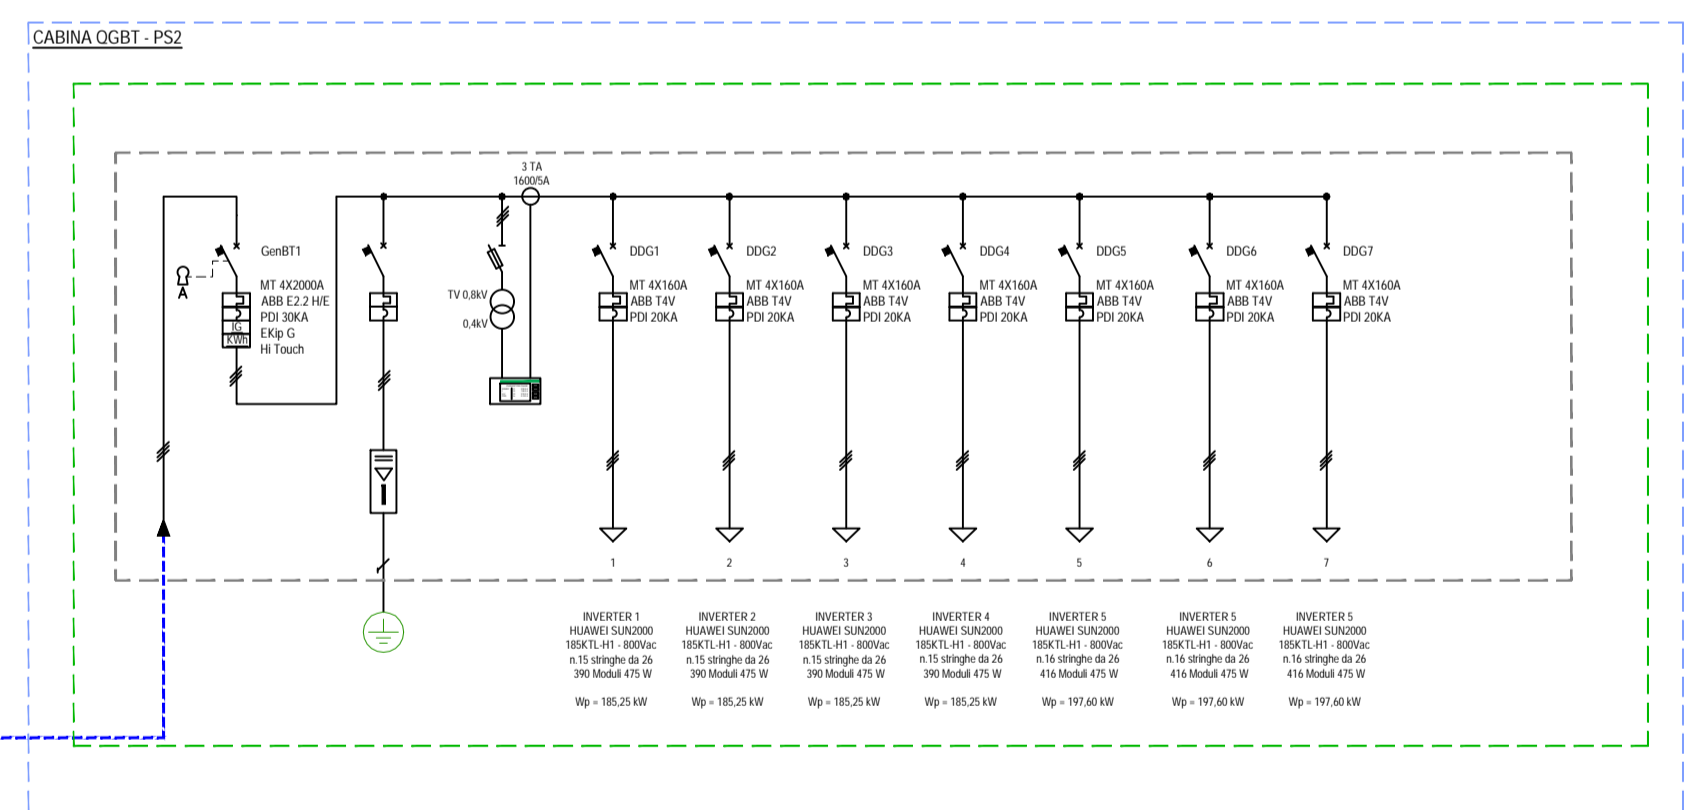 CABINA QGBT - PS2
3 TA
1600/5A
GenBT1
MT 4X2000A
ABB E2.2 H/E
PDI 30KA
EKip G
Hi Touch
IG
KWh
A
TV 0,8kV
0,4kV
DDG1
MT 4X160A
ABB T4V
PDI 20KA
DDG2
MT 4X160A
ABB T4V
PDI 20KA
DDG3
MT 4X160A
ABB T4V
PDI 20KA
DDG4
MT 4X160A
ABB T4V
PDI 20KA
DDG5
MT 4X160A
ABB T4V
PDI 20KA
DDG6
MT 4X160A
ABB T4V
PDI 20KA
DDG7
MT 4X160A
ABB T4V
PDI 20KA
1
2
3
4
5
6
7
INVERTER 1
HUAWEI SUN2000
185KTL-H1 - 800Vac
n.15 stringhe da 26
390 Moduli 475 W
Wp = 185,25 kW
INVERTER 2
HUAWEI SUN2000
185KTL-H1 - 800Vac
n.15 stringhe da 26
390 Moduli 475 W
Wp = 185,25 kW
INVERTER 3
HUAWEI SUN2000
185KTL-H1 - 800Vac
n.15 stringhe da 26
390 Moduli 475 W
Wp = 185,25 kW
INVERTER 4
HUAWEI SUN2000
185KTL-H1 - 800Vac
n.15 stringhe da 26
390 Moduli 475 W
Wp = 185,25 kW
INVERTER 5
HUAWEI SUN2000
185KTL-H1 - 800Vac
n.16 stringhe da 26
416 Moduli 475 W
Wp = 197,60 kW
INVERTER 5
HUAWEI SUN2000
185KTL-H1 - 800Vac
n.16 stringhe da 26
416 Moduli 475 W
Wp = 197,60 kW
INVERTER 5
HUAWEI SUN2000
185KTL-H1 - 800Vac
n.16 stringhe da 26
416 Moduli 475 W
Wp = 197,60 kW